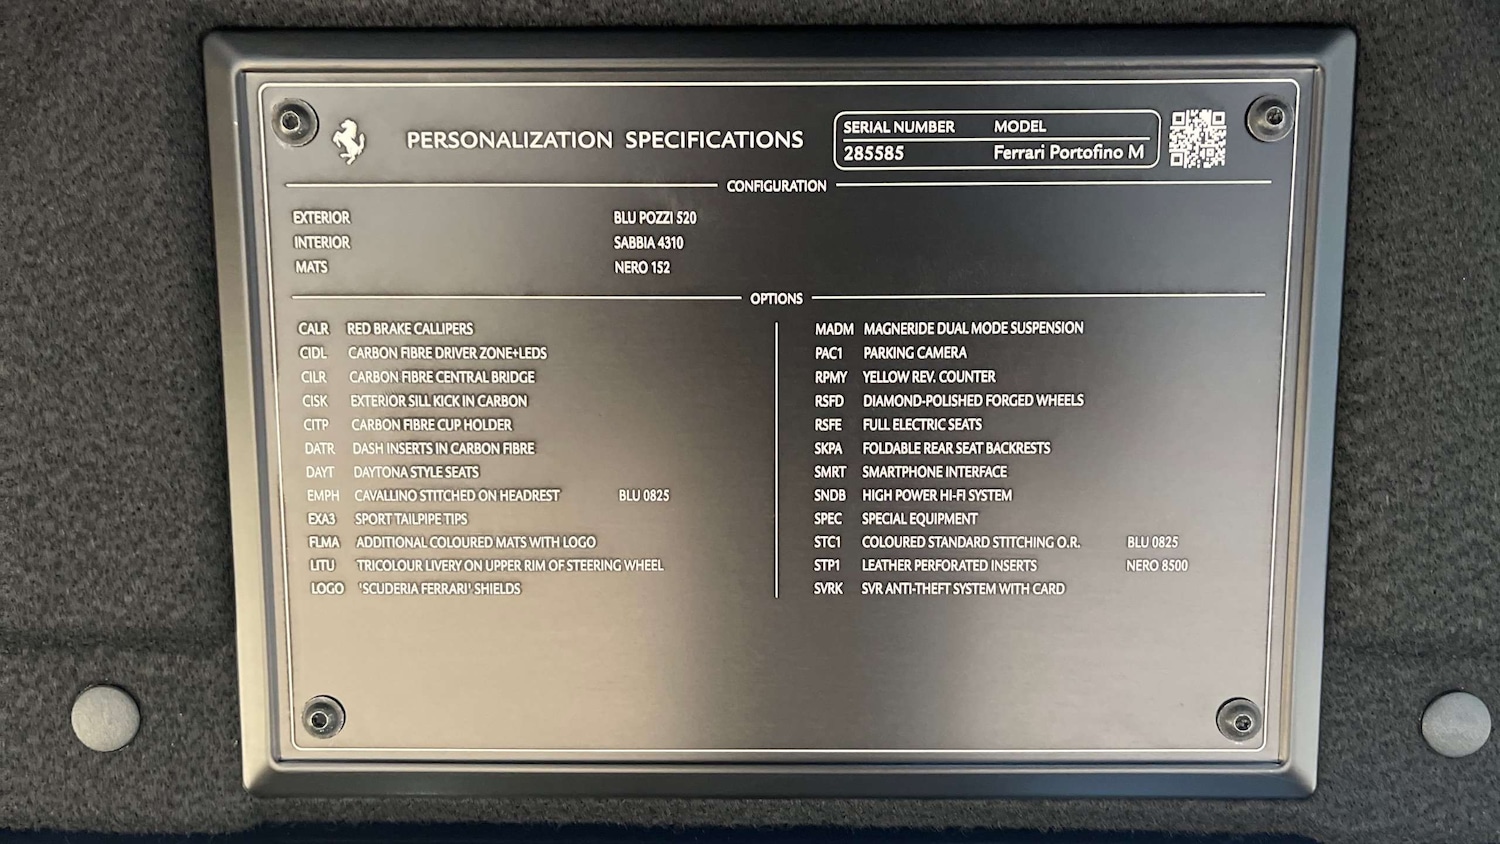 PERSONALIZATION SPECIFICATIONS
SERIAL NUMBER MODEL
285585 Ferrari Portofino M
CONFIGURATION
EXTERIOR BLU POZZI 520
INTERIOR SABBIA 4310
MATS NERO 152
OPTIONS
CALR RED BRAKE CALLIPERS
CIDL CARBON FIBRE DRIVER ZONE+LEDS
CILR CARBON FIBRE CENTRAL BRIDGE
CISK EXTERIOR SILL KICK IN CARBON
CITP CARBON FIBRE CUP HOLDER
DATR DASH INSERTS IN CARBON FIBRE
DAYT DAYTONA STYLE SEATS
EMPH CAVALLINO STITCHED ON HEADREST BLU 0825
EXA3 SPORT TAILPIPE TIPS
FLMA ADDITIONAL COLOURED MATS WITH LOGO
LITU TRICOLOUR LIVERY ON UPPER RIM OF STEERING WHEEL
LOGO 'SCUDERIA FERRARI' SHIELDS
MADM MAGNERIDE DUAL MODE SUSPENSION
PAC1 PARKING CAMERA
RPMY YELLOW REV. COUNTER
RSFD DIAMOND-POLISHED FORGED WHEELS
RSFE FULL ELECTRIC SEATS
SKPA FOLDABLE REAR SEAT BACKRESTS
SMRT SMARTPHONE INTERFACE
SNDB HIGH POWER HI-FI SYSTEM
SPEC SPECIAL EQUIPMENT
STC1 COLOURED STANDARD STITCHING O.R. BLU 0825
STP1 LEATHER PERFORATED INSERTS NERO 8500
SVRK SVR ANTI-THEFT SYSTEM WITH CARD